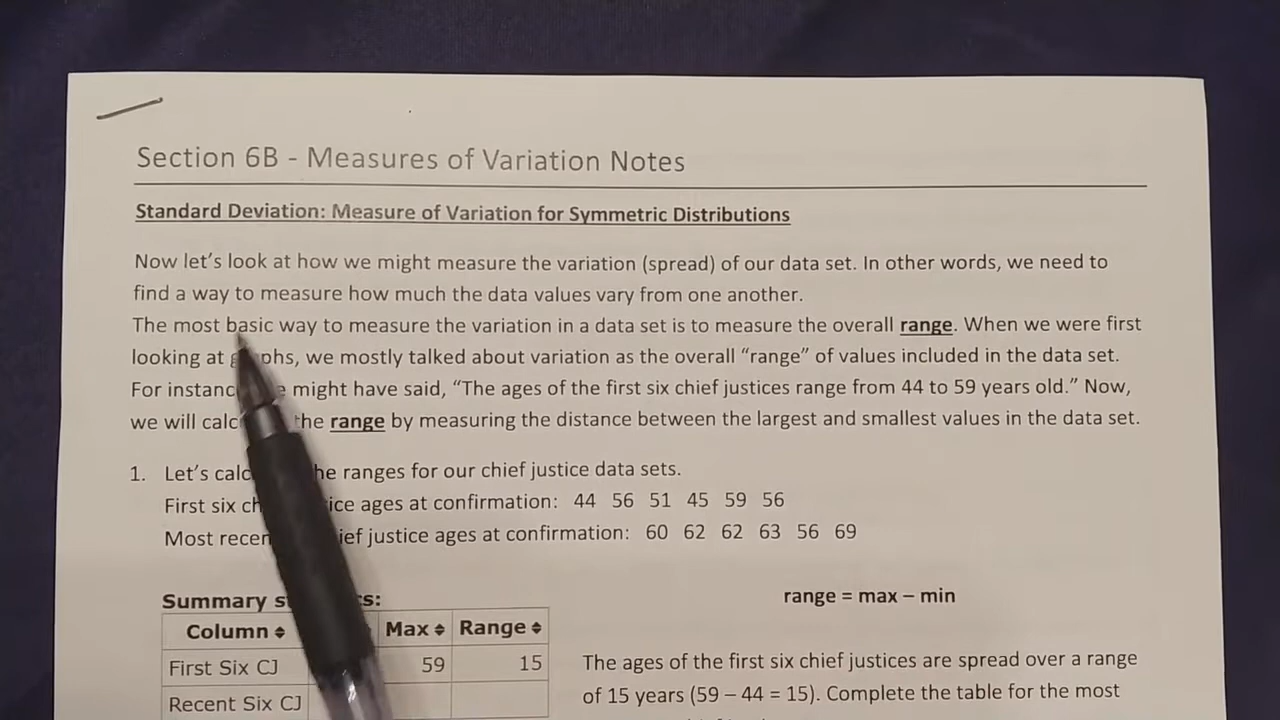 Section 6B - Measures of Variation Notes
Standard Deviation: Measure of Variation for Symmetric Distributions
Now let's look at how we might measure the variation (spread) of our data set. In other words, we need to
find a way to measure how much the data values vary from one another.
The most basic way to measure the variation in a data set is to measure the overall range. When we were first
looking at graphs, we mostly talked about variation as the overall “range” of values included in the data set.
For instance might have said, “The ages of the first six chief justices range from 44 to 59 years old.” Now,
we will the range by measuring the distance between the largest and smallest values in the data set.
1. Let's the ranges for our chief justice data sets.
First six ages at confirmation: 44 56 51 45 59 56
Most recent justice ages at confirmation: 60 62 62 63 56 69
Summary
range = max – min
Column Max Range
First Six CJ 59 15
Recent Six CJ
The ages of the first six chief justices are spread over a range
of 15 years (59 – 44 = 15). Complete the table for the most